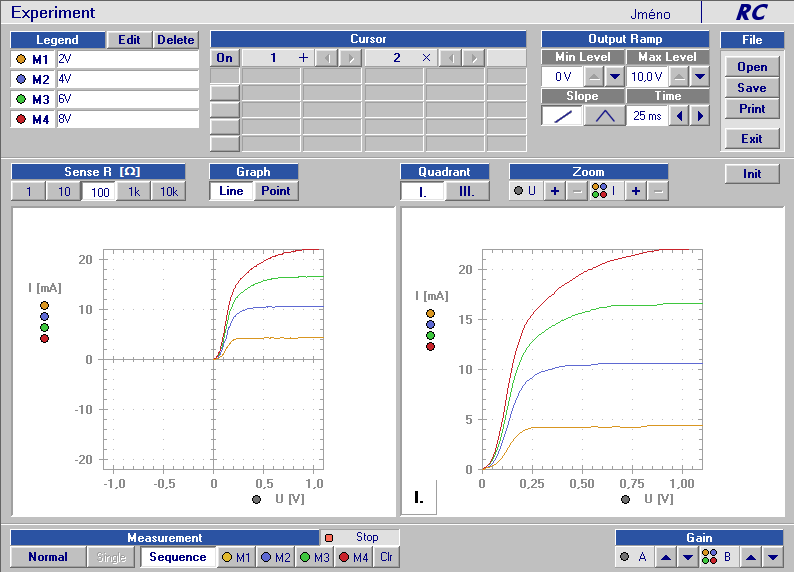 Experiment
Jméno
RC
Legend Edit Delete
M1 2V
M2 4V
M3 6V
M4 8V
Cursor
On 1 + 2 ×
Output Ramp
Min Level Max Level
0 V 10,0 V
Slope Time
25 ms
File
Open
Save
Print
Exit
Init
Sense R [Ω]
1 10 100 1k 10k
Graph
Line Point
Quadrant
I. III.
Zoom
U + − I + −
20
I [mA]
10
0
-10
-20
-1,0 -0,5 0 0,5 1,0
U [V]
20
I [mA]
15
10
5
0
0 0,25 0,50 0,75 1,00
U [V]
I.
Measurement Stop
Normal Single Sequence M1 M2 M3 M4 Clr
Gain
A B